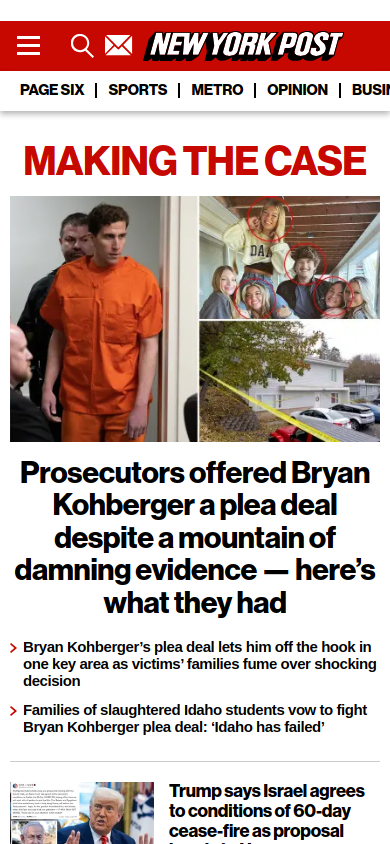 NEW YORK POST
PAGE SIX | SPORTS | METRO | OPINION |
MAKING THE CASE
Prosecutors offered Bryan
Kohberger a plea deal
despite a mountain of
damning evidence — here’s
what they had
Bryan Kohberger’s plea deal lets him off the hook in
one key area as victims’ families fume over shocking
decision
Families of slaughtered Idaho students vow to fight
Bryan Kohberger plea deal: ‘Idaho has failed’
Trump says Israel agrees
to conditions of 60-day
cease-fire as proposal